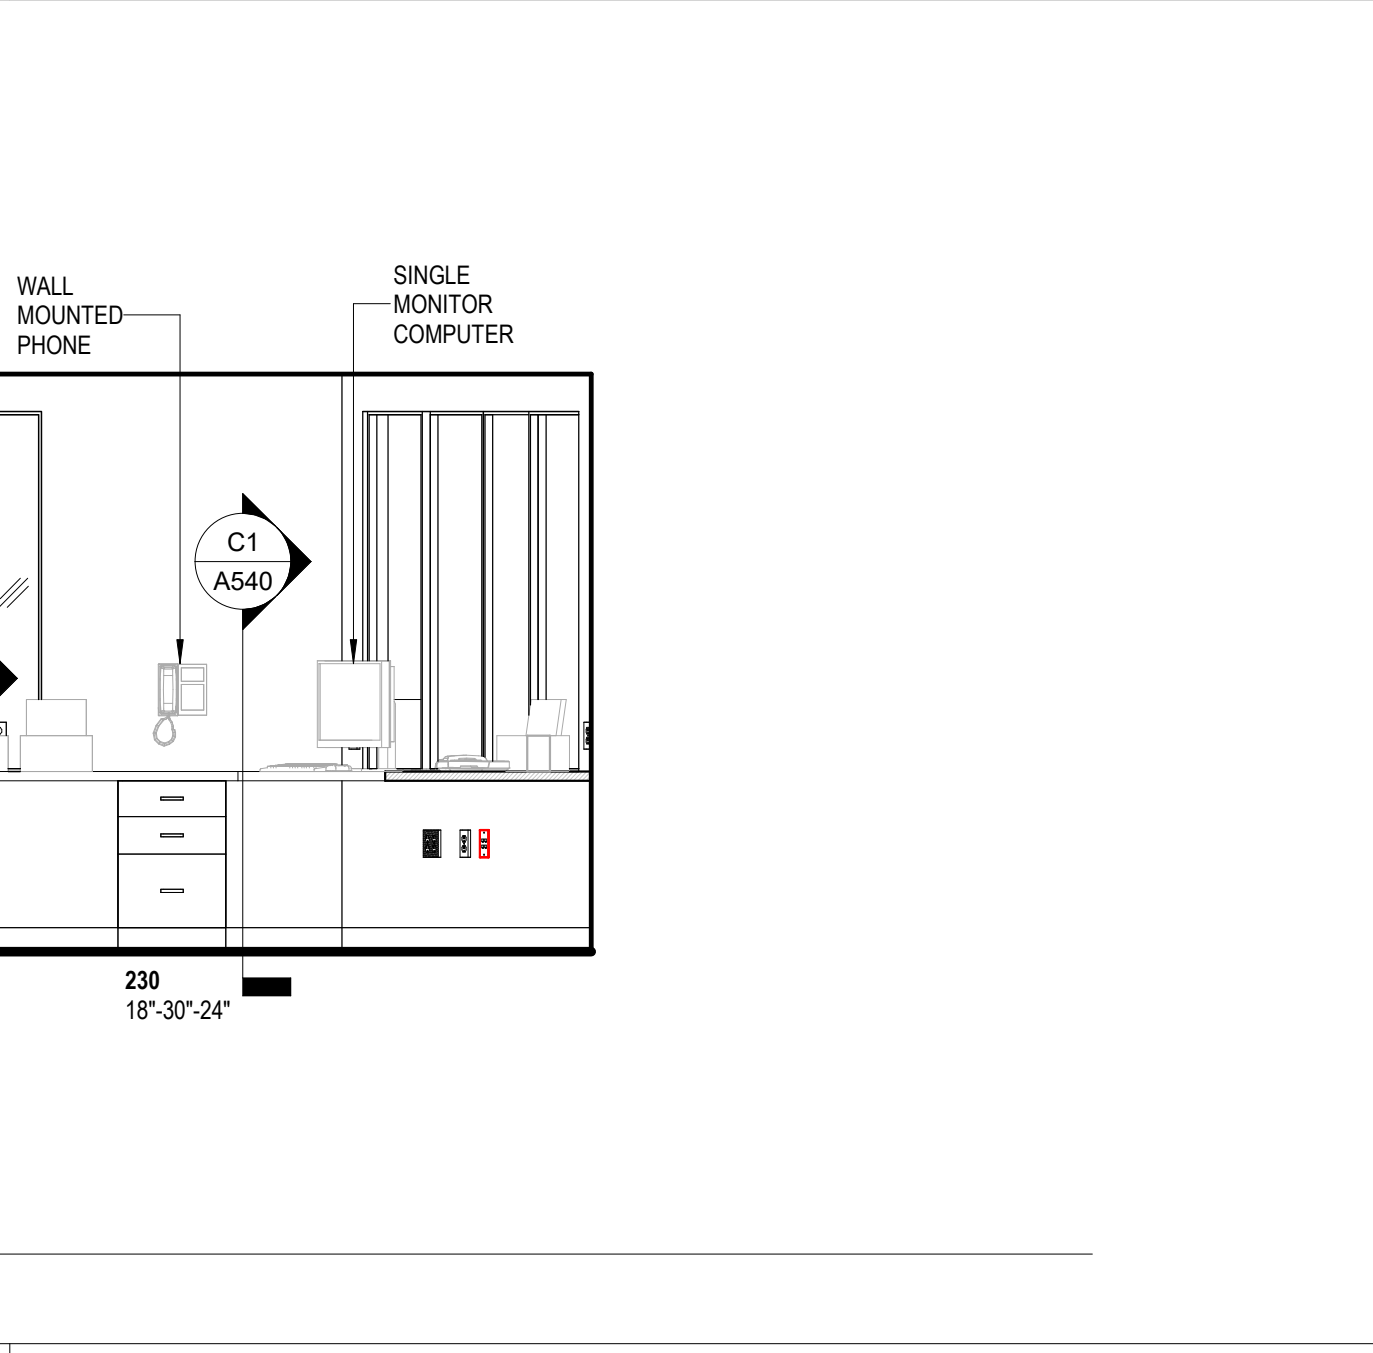 WALL
MOUNTED
PHONE
SINGLE
MONITOR
COMPUTER
C1
A540
230
18"-30"-24"